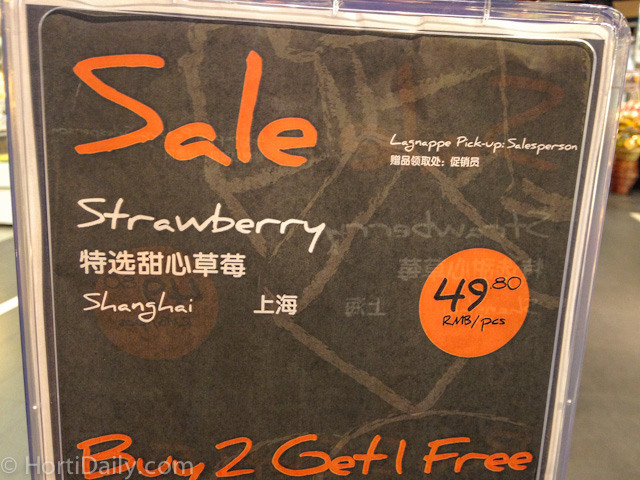 Sale
Lagnappe Pick-up: Salesperson
赠品领取处: 促销员
Strawberry
特选甜心草莓
Shanghai 上海
49.80
RMB/pcs
Buy 2 Get 1 Free
© HortiDaily.com